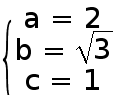 a = 2
b = √3
c = 1